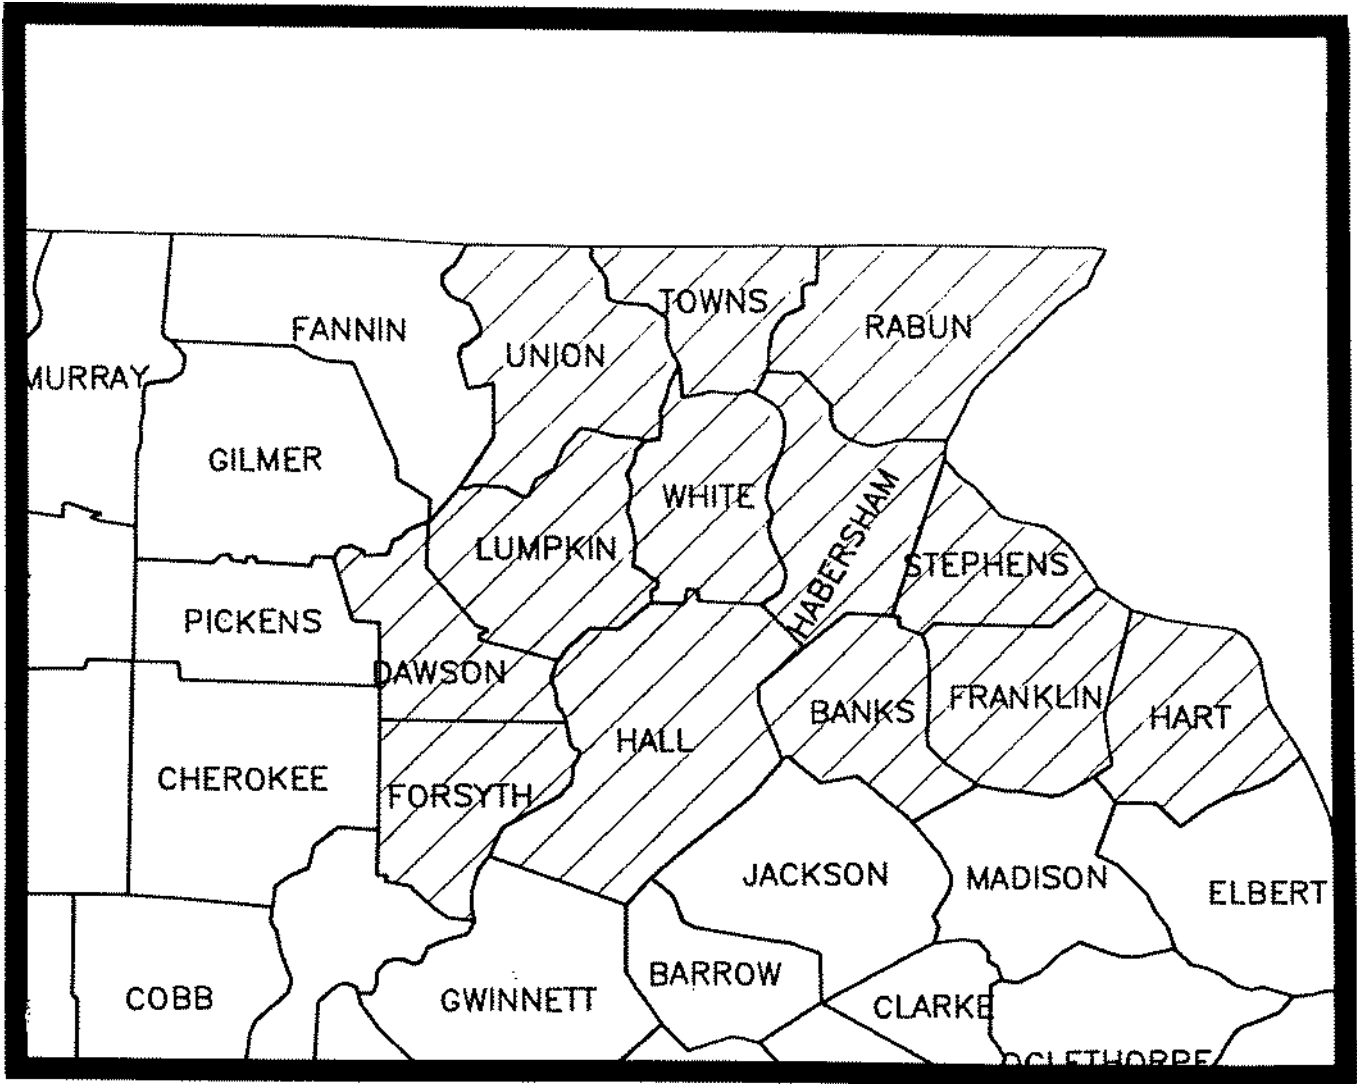 TOWNS
FANNIN
RABUN
UNION
MURRAY
GILMER
WHITE
LUMPKIN
HABERSHAM
STEPHENS
PICKENS
DAWSON
FRANKLIN
BANKS
HART
HALL
CHEROKEE
FORSYTH
JACKSON
MADISON
ELBERT
BARROW
COBB
GWINNETT
CLARKE
OGLETHORPE